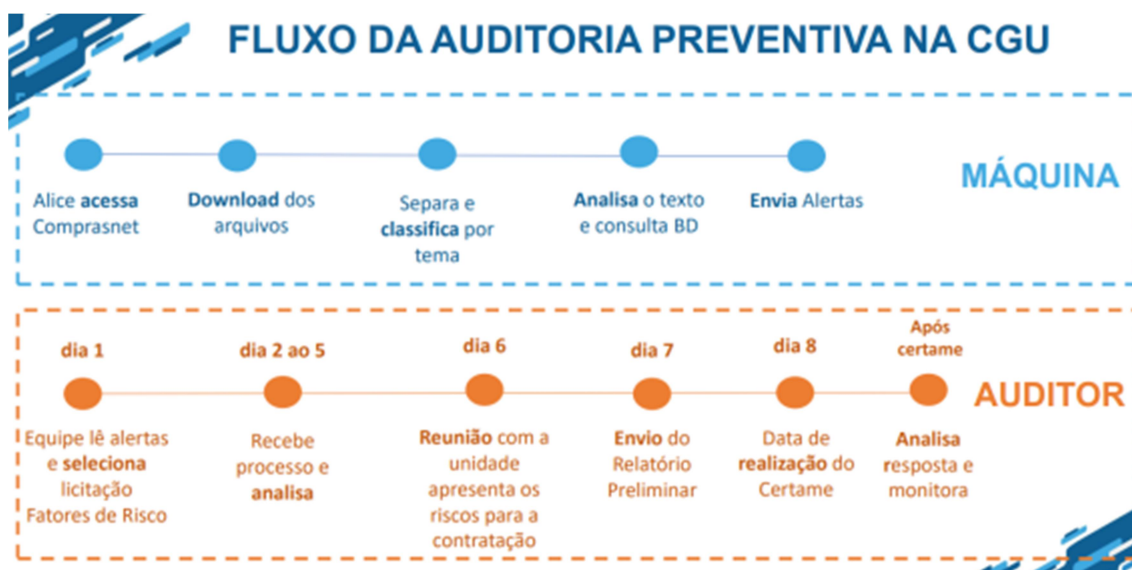 FLUXO DA AUDITORIA PREVENTIVA NA CGU
MÁQUINA
Alice acessa
Comprasnet
Download dos
arquivos
Separa e
classifica por
tema
Analisa o texto
e consulta BD
Envia Alertas
AUDITOR
dia 1
Equipe lê alertas
e seleciona
licitação
Fatores de Risco
dia 2 ao 5
Recebe
processo e
analisa
dia 6
Reunião com a
unidade
apresenta os
riscos para a
contratação
dia 7
Envio do
Relatório
Preliminar
dia 8
Data de
realização do
Certame
Após
certame
Analisa
resposta e
monitora